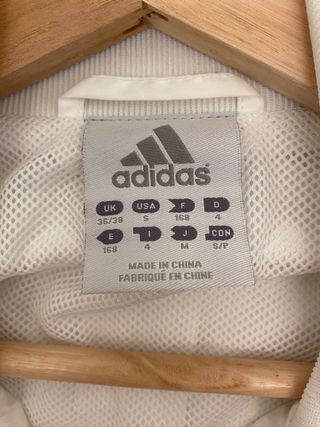 adidas
UK USA F D
36/38 S 168 4
E I J CDN
168 4 M S/P
MADE IN CHINA
FABRIQUÉ EN CHINE